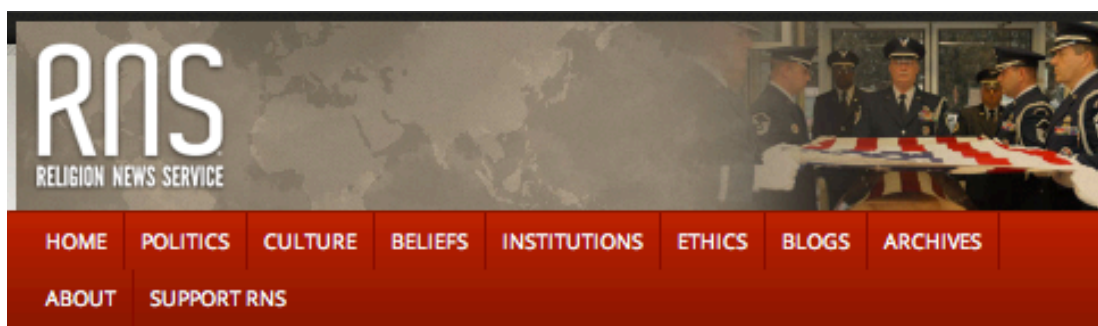 RNS
RELIGION NEWS SERVICE
HOME POLITICS CULTURE BELIEFS INSTITUTIONS ETHICS BLOGS ARCHIVES
ABOUT SUPPORT RNS